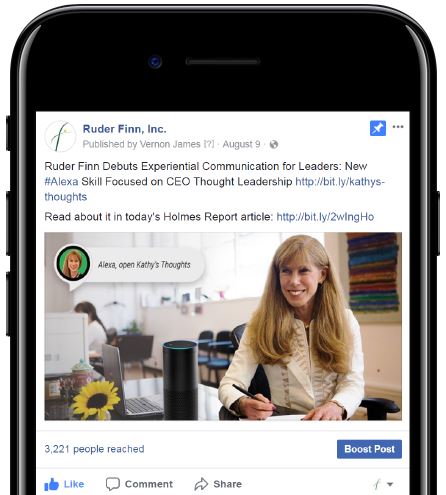 Ruder Finn, Inc.
Published by Vernon James [?] · August 9 ·
Ruder Finn Debuts Experiential Communication for Leaders: New
#Alexa Skill Focused on CEO Thought Leadership http://bit.ly/kathys-
thoughts
Read about it in today's Holmes Report article: http://bit.ly/2wIngHo
Alexa, open Kathy's Thoughts
3,221 people reached
Boost Post
Like Comment Share